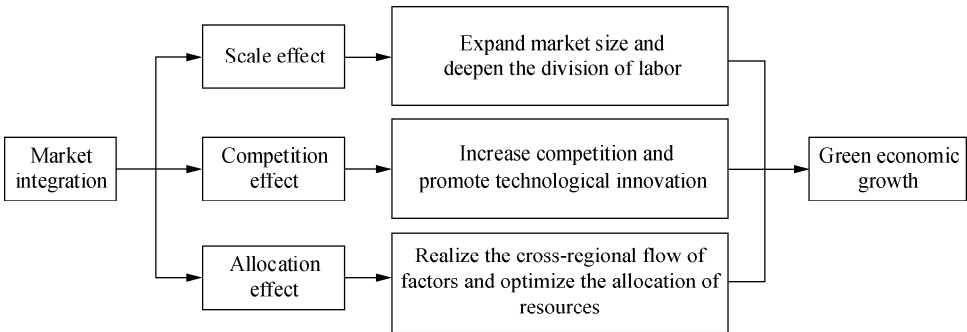 Market
integration
Scale effect
Expand market size and
deepen the division of labor
Competition
effect
Increase competition and
promote technological innovation
Allocation
effect
Realize the cross-regional flow of
factors and optimize the allocation of
resources
Green economic
growth